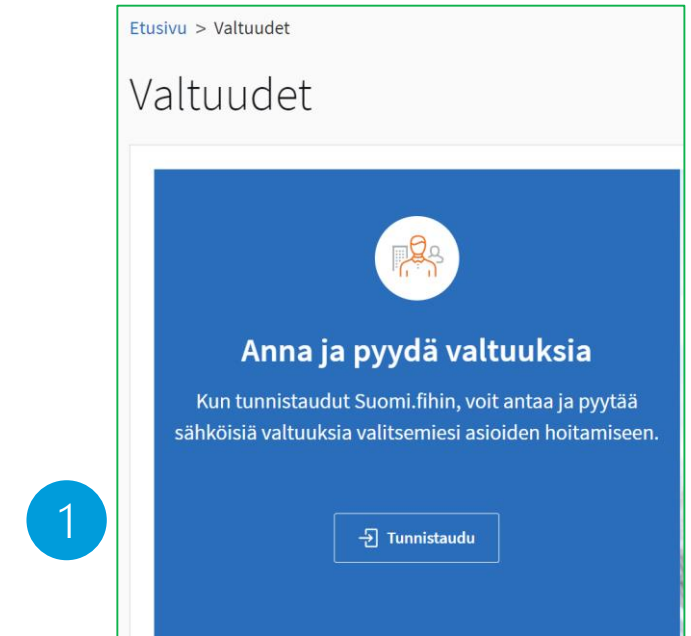 Etusivu > Valtuudet
Valtuudet
Anna ja pyydä valtuuksia
Kun tunnistaudut Suomi.fihin, voit antaa ja pyytää
sähköisiä valtuuksia valitsemiesi asioiden hoitamiseen.
1
Tunnistaudu